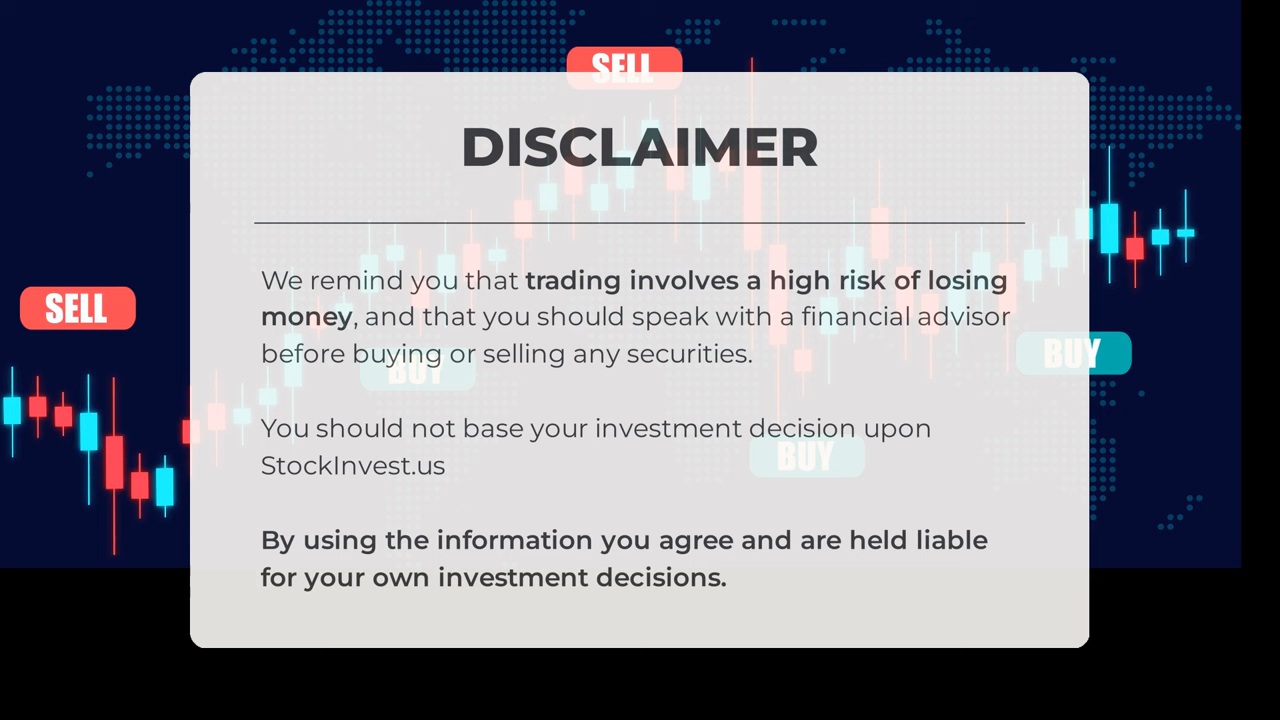 SELL
DISCLAIMER
We remind you that trading involves a high risk of losing
money, and that you should speak with a financial advisor
before buying or selling any securities.
SELL
BUY
BUY
You should not base your investment decision upon
BUY
StockInvest.us
By using the information you agree and are held liable
for your own investment decisions.